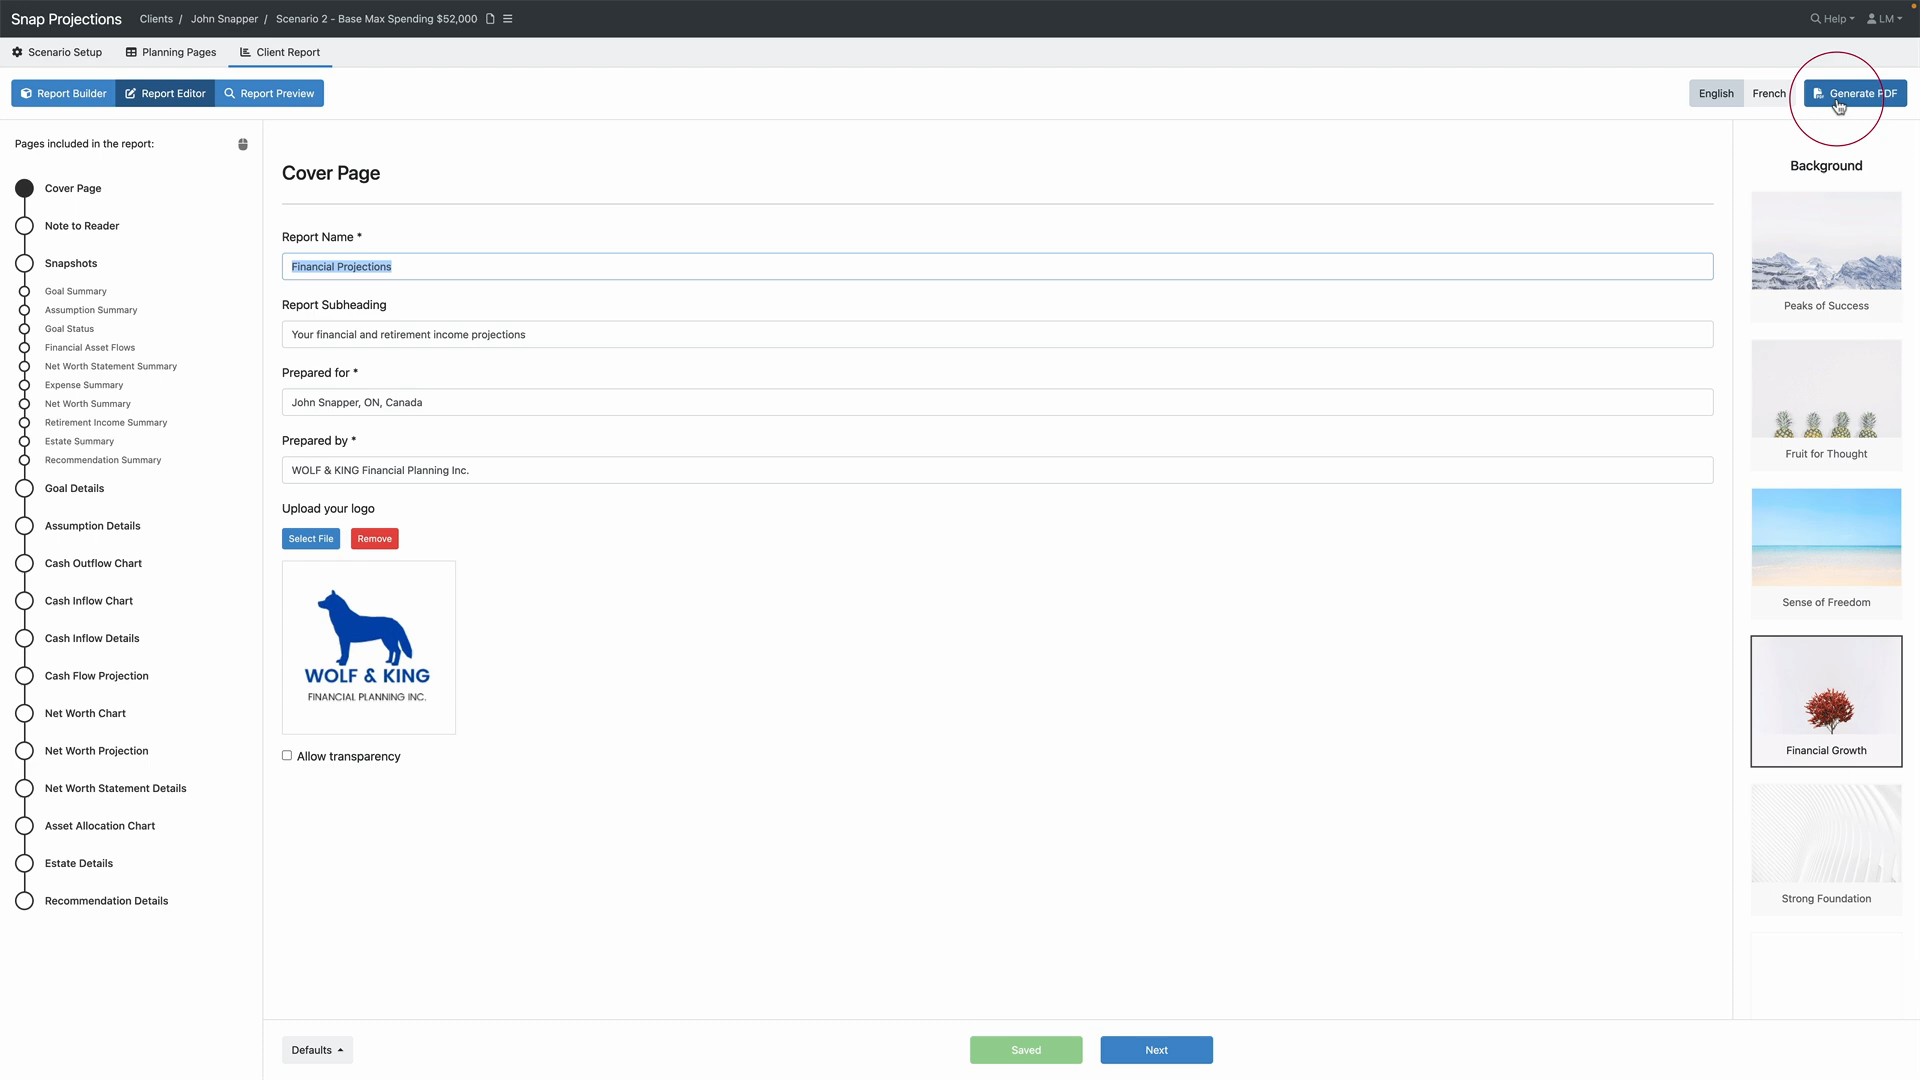 Snap Projections Clients / John Snapper / Scenario 2 - Base Max Spending $52,000 Help LM
Scenario Setup Planning Pages Client Report
Report Builder Report Editor Report Preview English French Generate PDF
Pages included in the report:
Cover Page
Note to Reader
Snapshots
Goal Summary
Assumption Summary
Goal Status
Financial Asset Flows
Net Worth Statement Summary
Expense Summary
Net Worth Summary
Retirement Income Summary
Estate Summary
Recommendation Summary
Goal Details
Assumption Details
Cash Outflow Chart
Cash Inflow Chart
Cash Inflow Details
Cash Flow Projection
Net Worth Chart
Net Worth Projection
Net Worth Statement Details
Asset Allocation Chart
Estate Details
Recommendation Details
Cover Page
Report Name *
Financial Projections
Report Subheading
Your financial and retirement income projections
Prepared for *
John Snapper, ON, Canada
Prepared by *
WOLF & KING Financial Planning Inc.
Upload your logo
Select File Remove
WOLF & KING
FINANCIAL PLANNING INC.
Allow transparency
Defaults Saved Next
Background
Peaks of Success
Fruit for Thought
Sense of Freedom
Financial Growth
Strong Foundation